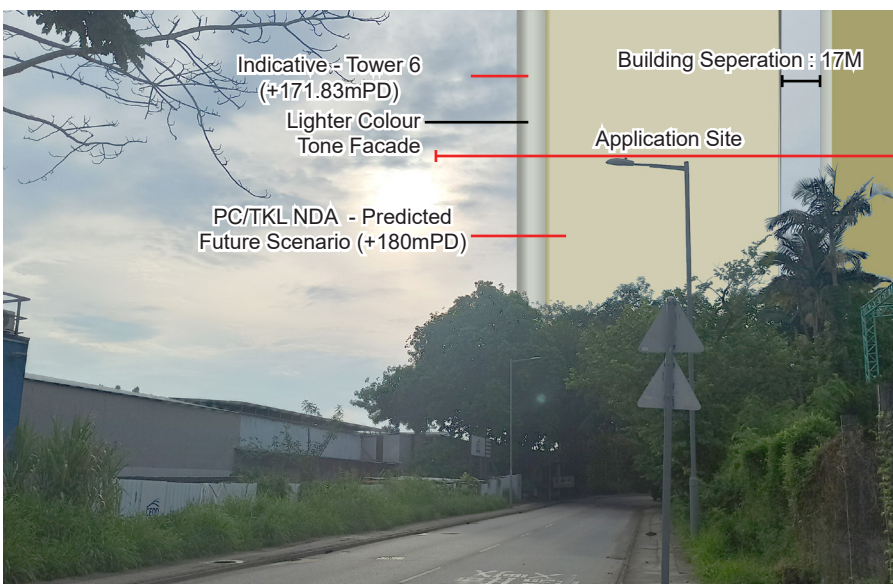 Indicative - Tower 6
(+171.83mPD)
Building Seperation : 17M
Lighter Colour
Tone Facade
Application Site
PC/TKL NDA - Predicted
Future Scenario (+180mPD)